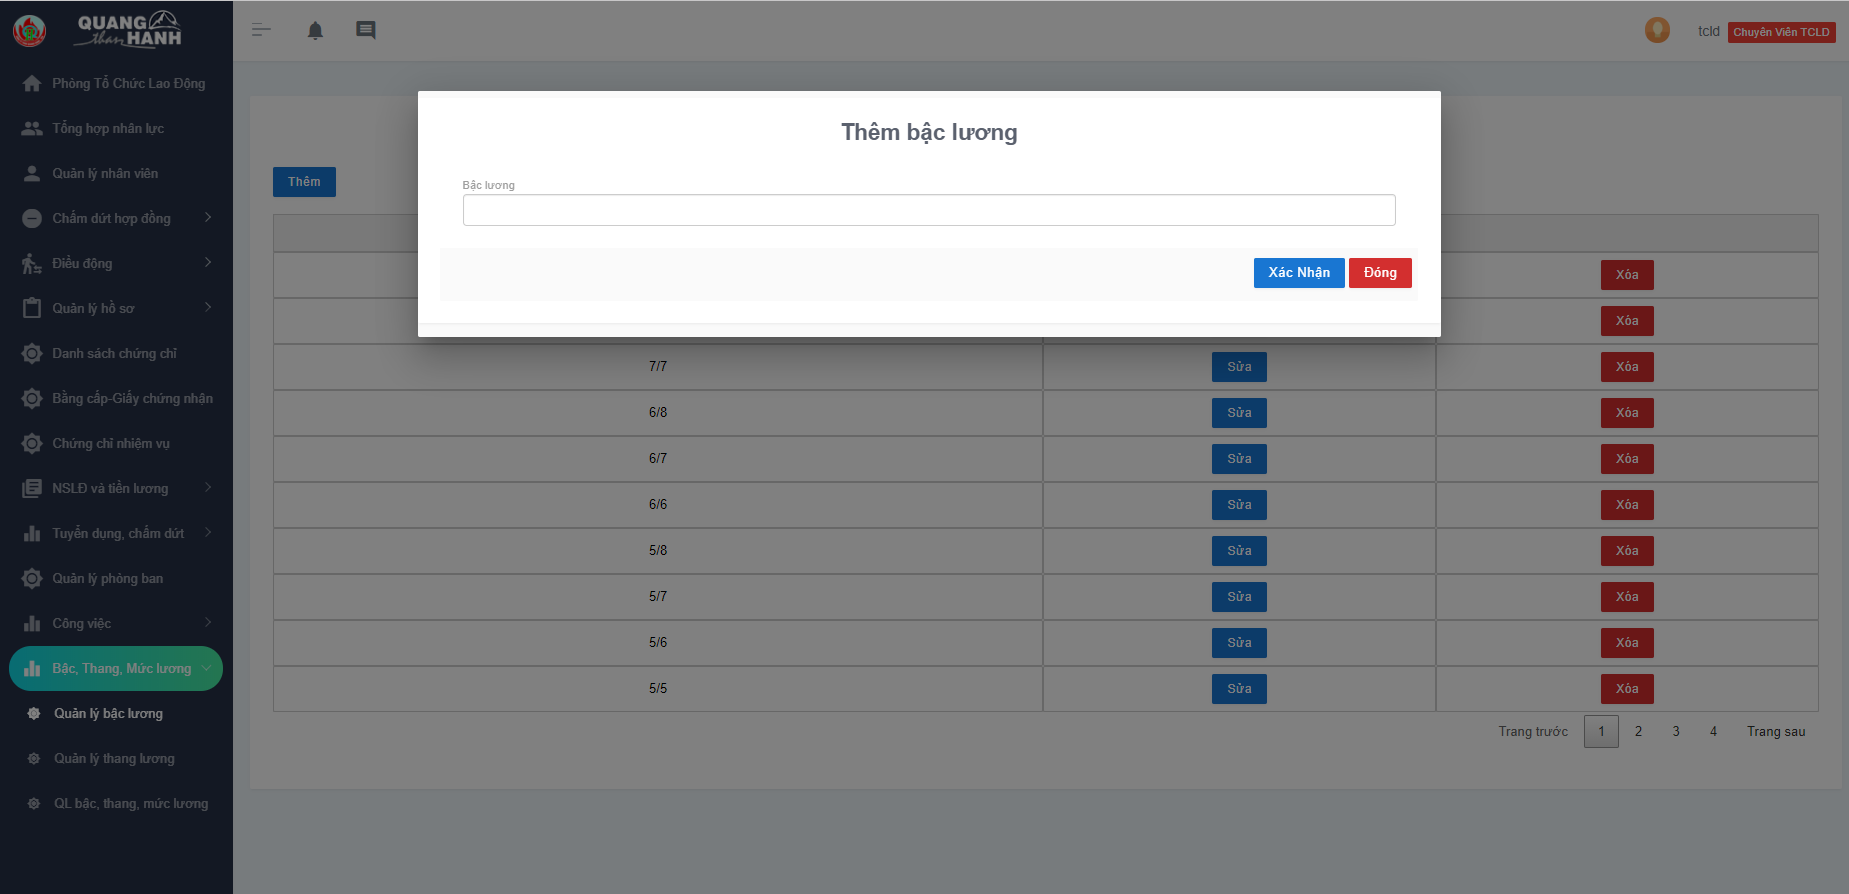 QUANG
than HANH
tcld Chuyên Viên TCLD
Phòng Tổ Chức Lao Động
Tổng hợp nhân lực
Quản lý nhân viên
Chấm dứt hợp đồng
Điều động
Quản lý hồ sơ
Danh sách chứng chỉ
Bằng cấp-Giấy chứng nhận
Chứng chỉ nhiệm vụ
NSLĐ và tiền lương
Tuyển dụng, chấm dứt
Quản lý phòng ban
Công việc
Bậc, Thang, Mức lương
Quản lý bậc lương
Quản lý thang lương
QL bậc, thang, mức lương
Thêm bậc lương
Bậc lương
Xác Nhận Đóng
Thêm
Xóa
Xóa
7/7 Sửa Xóa
6/8 Sửa Xóa
6/7 Sửa Xóa
6/6 Sửa Xóa
5/8 Sửa Xóa
5/7 Sửa Xóa
5/6 Sửa Xóa
5/5 Sửa Xóa
Trang trước 1 2 3 4 Trang sau